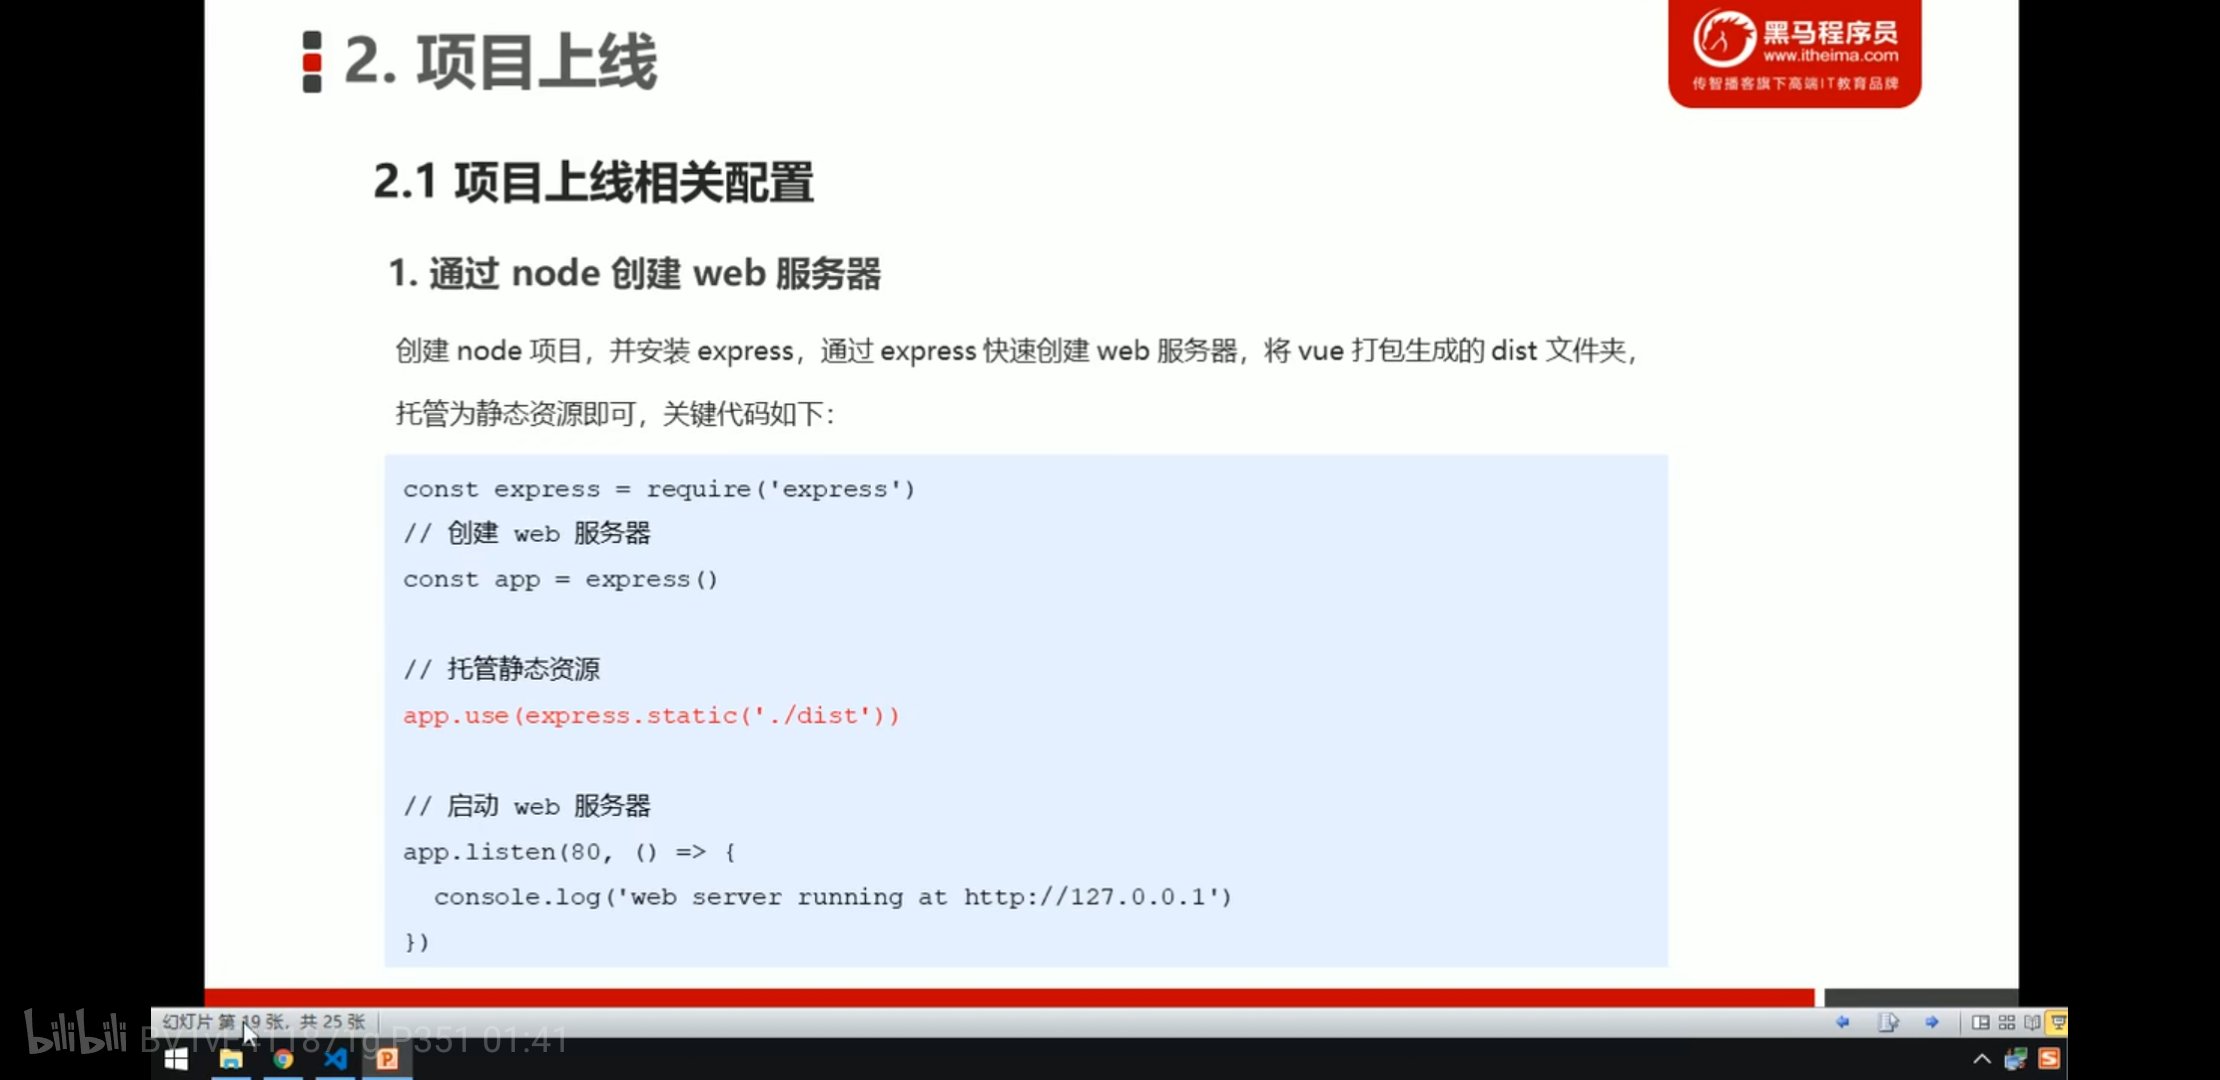 2. 项目上线
黑马程序员
www.itheima.com
传智播客旗下高端IT教育品牌
2.1 项目上线相关配置
1. 通过 node 创建 web 服务器
创建 node 项目，并安装 express，通过 express 快速创建 web 服务器，将 vue 打包生成的 dist 文件夹，
托管为静态资源即可，关键代码如下：
const express = require('express')
// 创建 web 服务器
const app = express()
// 托管静态资源
app.use(express.static('./dist'))
// 启动 web 服务器
app.listen(80, () => {
  console.log('web server running at http://127.0.0.1')
})
幻灯片 第 19 张，共 25 张
bilibili
P351 01:41